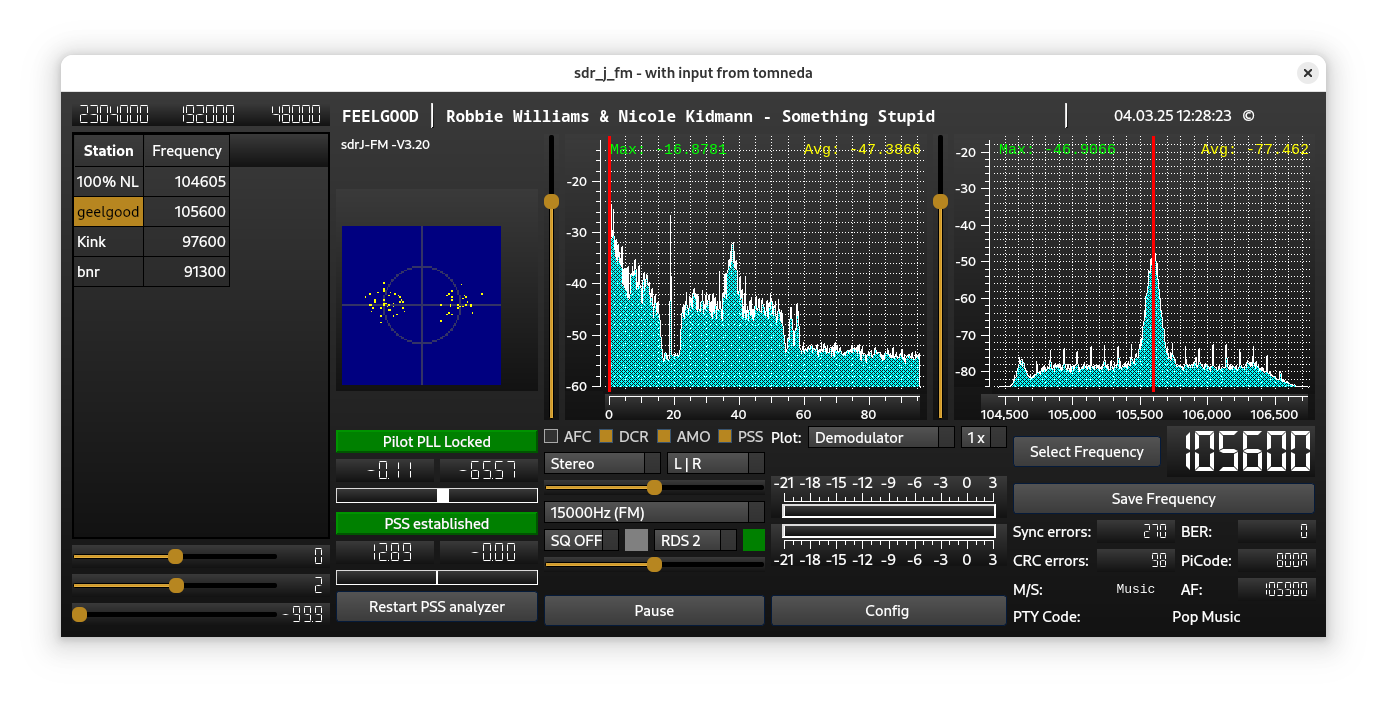 sdr_j_fm - with input from tomneda
2304000 192000 48000
FEELGOOD Robbie Williams & Nicole Kidmann - Something Stupid
04.03.25 12:28:23 ©
Station Frequency
100% NL 104605
geelgood 105600
Kink 97600
bnr 91300
0
2
-99.9
sdrJ-FM -V3.20
Pilot PLL Locked
-0.11 -65.57
PSS established
1289 -0.00
Restart PSS analyzer
Max: -16.8781 Avg: -47.3866
-20
-30
-40
-50
-60
0 20 40 60 80
Max: -46.9066 Avg: -77.462
-20
-30
-40
-50
-60
-70
-80
104,500 105,000 105,500 106,000 106,500
AFC DCR AMO PSS
Stereo L | R
15000Hz (FM)
SQ OFF RDS 2
Pause
Plot: Demodulator 1 x
-21 -18 -15 -12 -9 -6 -3 0 3
-21 -18 -15 -12 -9 -6 -3 0 3
Config
Select Frequency 105600
Save Frequency
Sync errors: 270 BER: 0
CRC errors: 98 PiCode:
M/S: Music AF: 105900
PTY Code: Pop Music